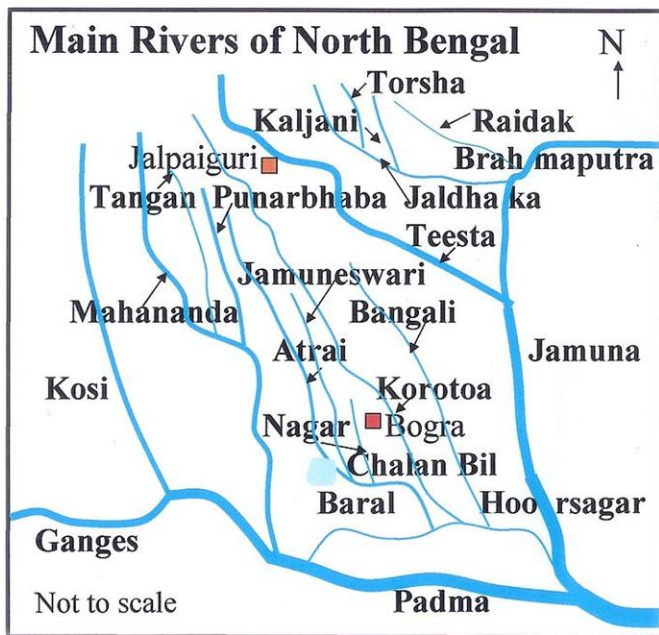 Main Rivers of North Bengal
N
Torsha
Kaljani
Raidak
Jalpaiguri
Brahmaputra
Tangan
Punarbhaba
Jaldhaka
Teesta
Jamuneswari
Mahananda
Bangali
Atrai
Jamuna
Kosi
Korotoa
Nagar
Bogra
Chalan Bil
Baral
Hoorsagar
Ganges
Not to scale
Padma